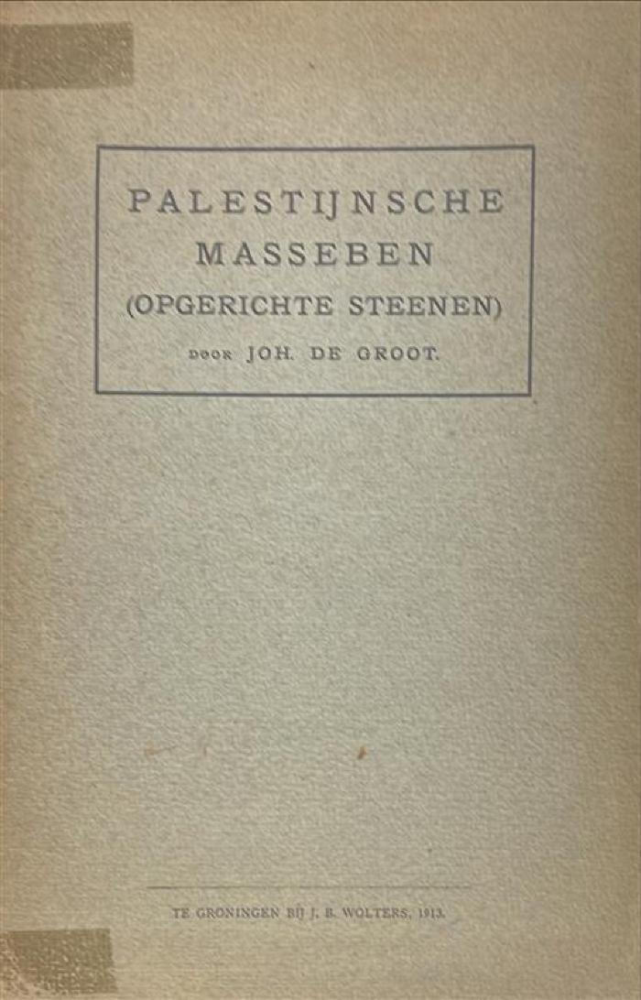 PALESTIJNSCHE
MASSEBEN
(OPGERICHTE STEENEN)
DOOR JOH. DE GROOT.
TE GRONINGEN BIJ J. B. WOLTERS, 1913.